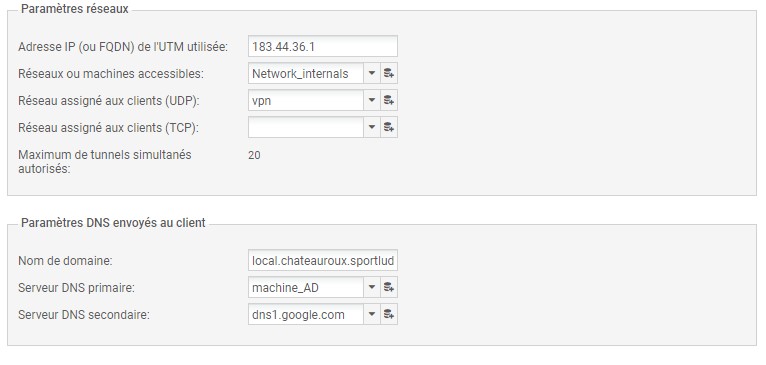 Paramètres réseaux
Adresse IP (ou FQDN) de l'UTM utilisée: 183.44.36.1
Réseaux ou machines accessibles: Network_internals
Réseau assigné aux clients (UDP): vpn
Réseau assigné aux clients (TCP):
Maximum de tunnels simultanés 20
autorisés:
Paramètres DNS envoyés au client
Nom de domaine: local.chateauroux.sportlud
Serveur DNS primaire: machine_AD
Serveur DNS secondaire: dns1.google.com